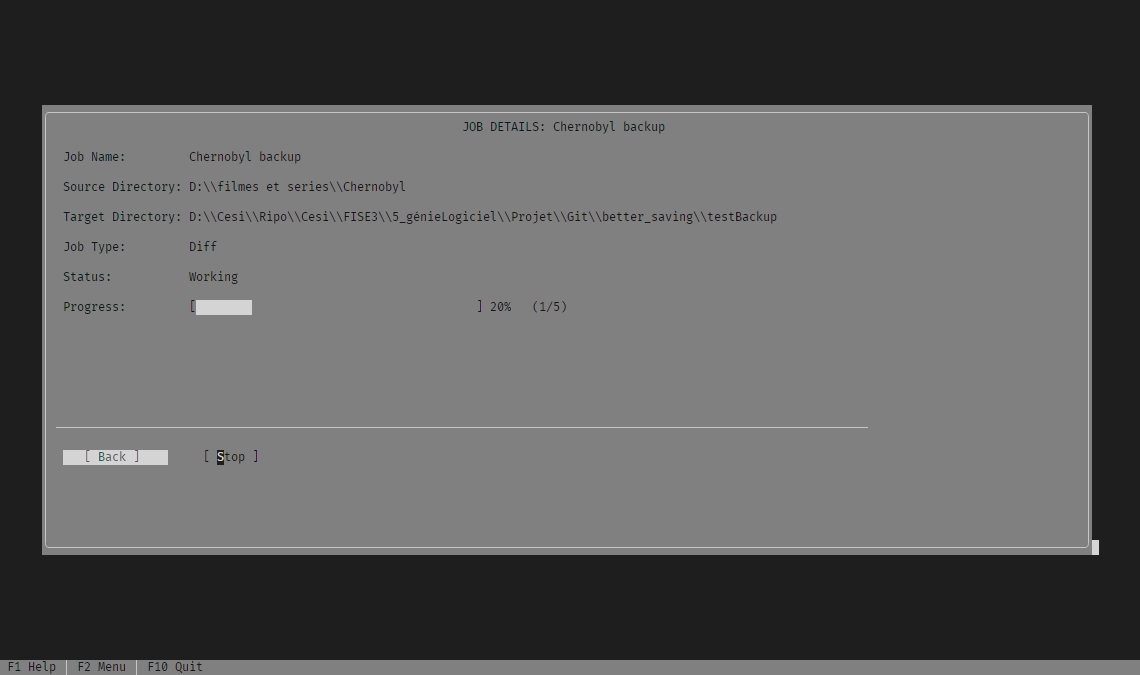 JOB DETAILS: Chernobyl backup
Job Name: Chernobyl backup
Source Directory: D:\\filmes et series\\Chernobyl
Target Directory: D:\\Cesi\\Ripo\\Cesi\\FISE3\\5_génieLogiciel\\Projet\\Git\\better_saving\\testBackup
Job Type: Diff
Status: Working
Progress: [ ] 20% (1/5)
[ Back ] [ Stop ]
F1 Help F2 Menu F10 Quit